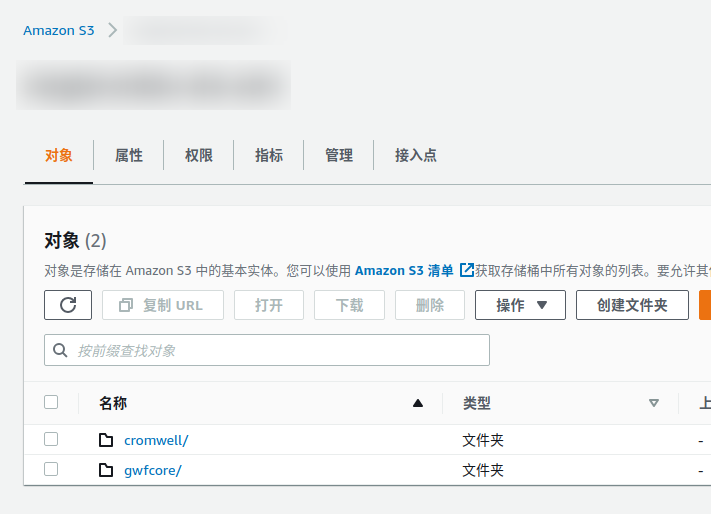 Amazon S3
对象 属性 权限 指标 管理 接入点
对象 (2)
对象是存储在 Amazon S3 中的基本实体。您可以使用 Amazon S3 清单 获取存储桶中所有对象的列表。要允许其
复制 URL 打开 下载 删除 操作 创建文件夹
按前缀查找对象
名称 类型 上
cromwell/ 文件夹 -
gwfcore/ 文件夹 -